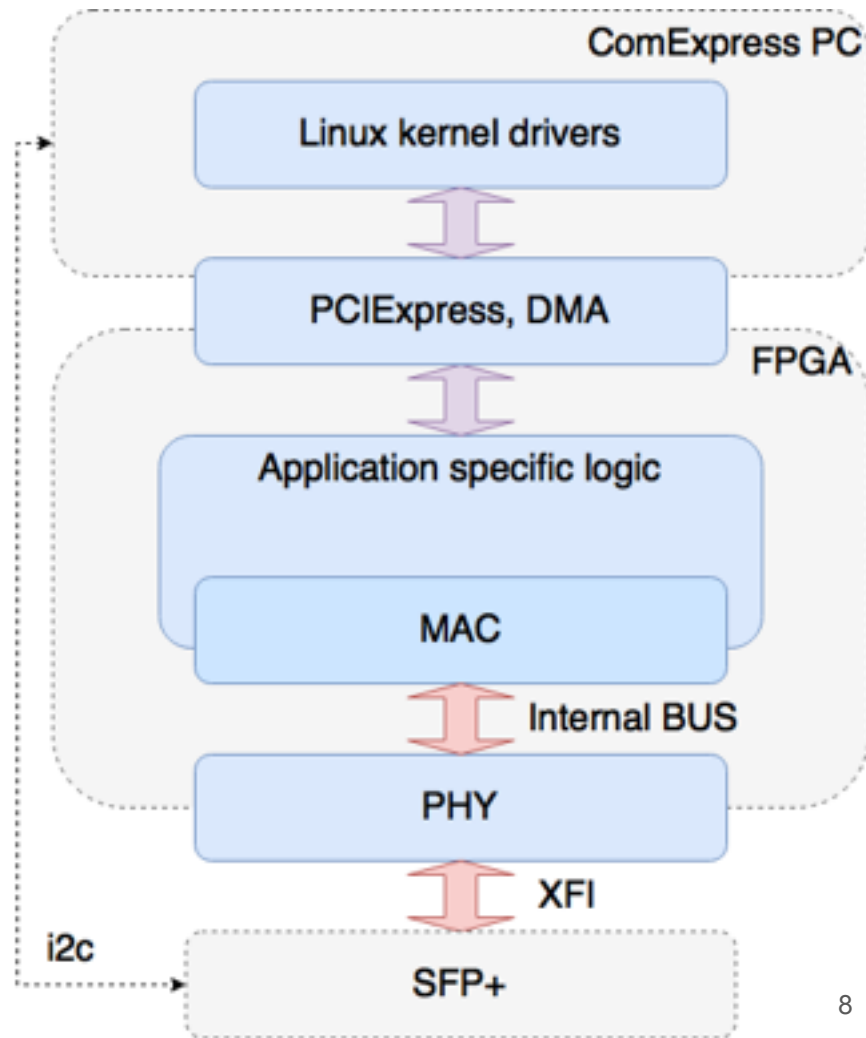 ComExpress PC
Linux kernel drivers
PCIExpress, DMA
FPGA
Application specific logic
MAC
Internal BUS
PHY
XFI
i2c
SFP+
8